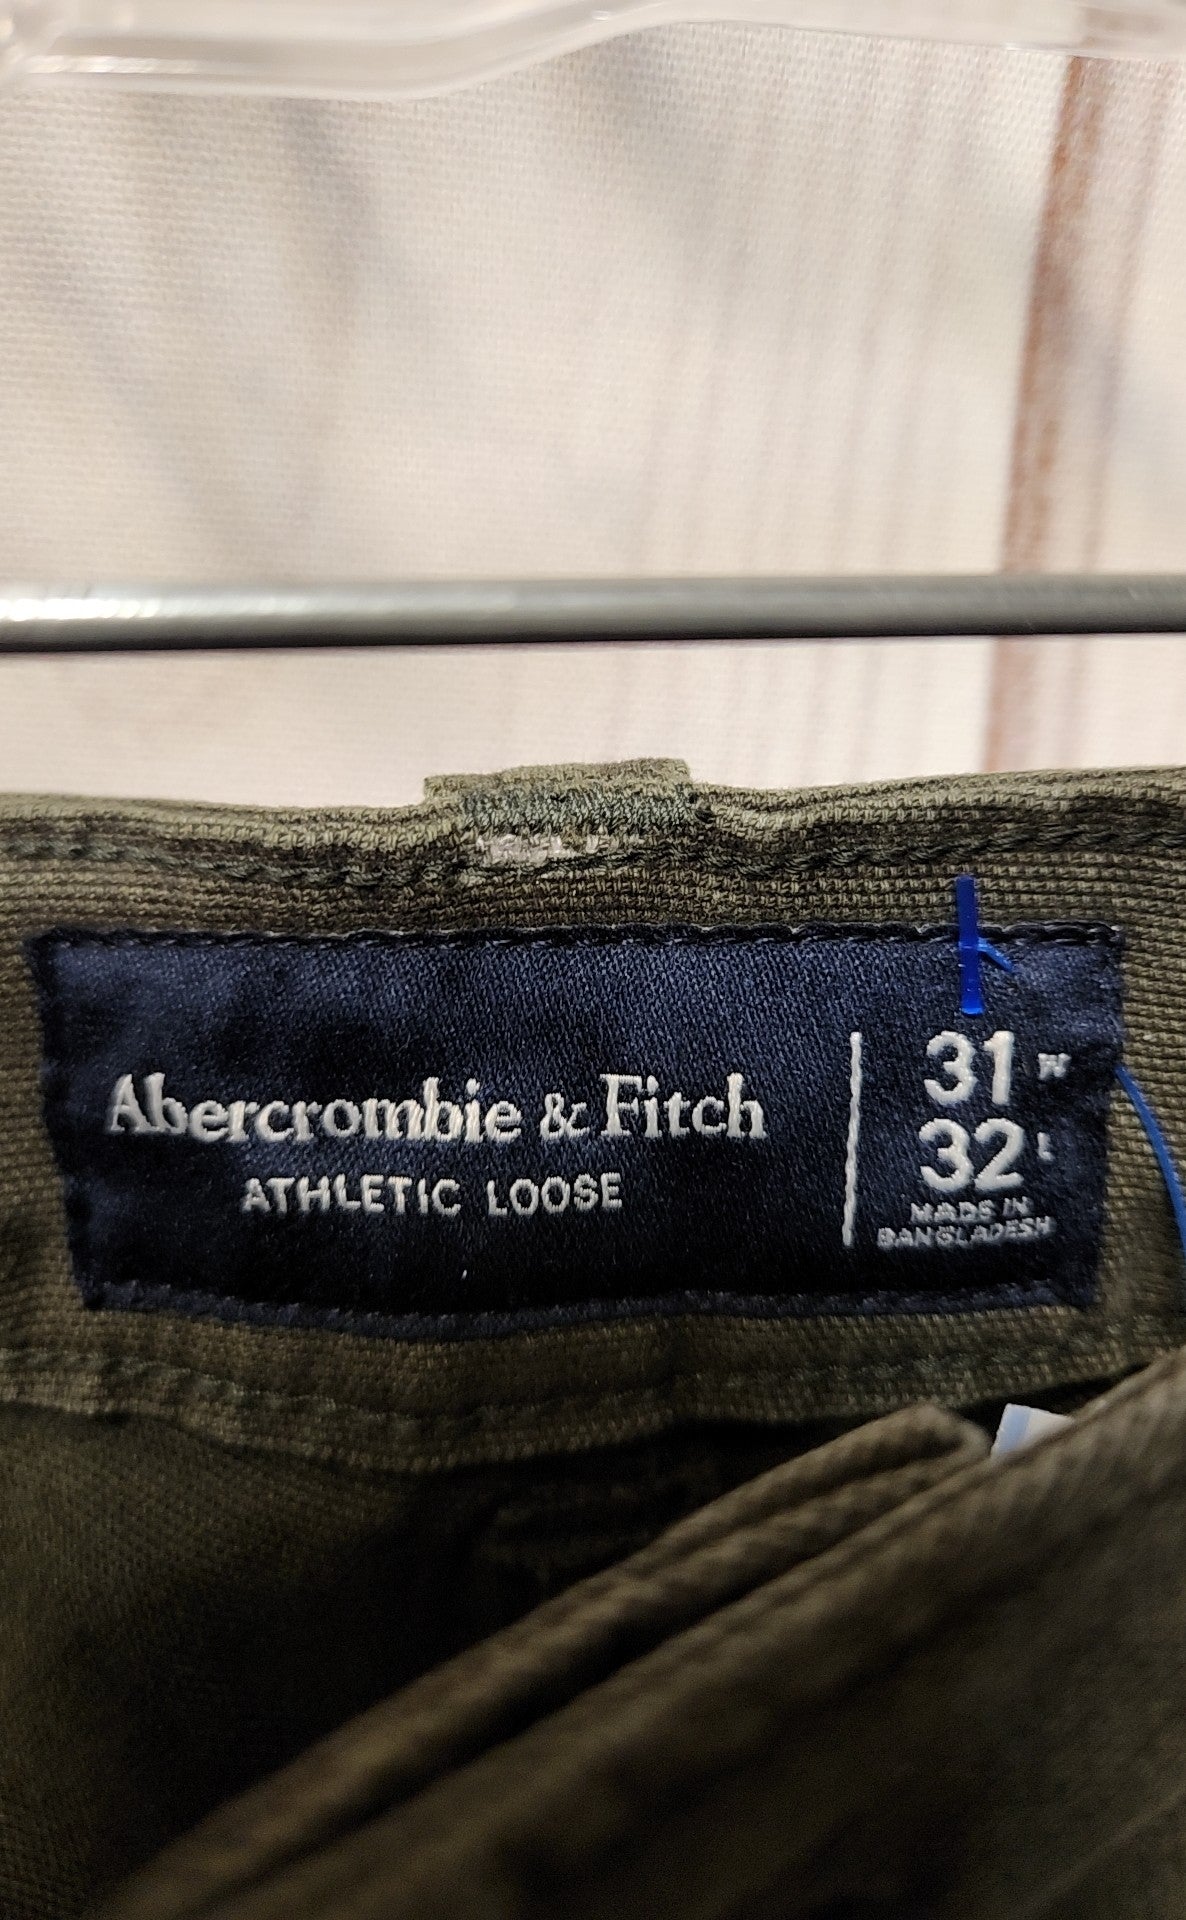 Abercrombie & Fitch
ATHLETIC LOOSE
31 W
32 L
MADE IN
BANGLADESH